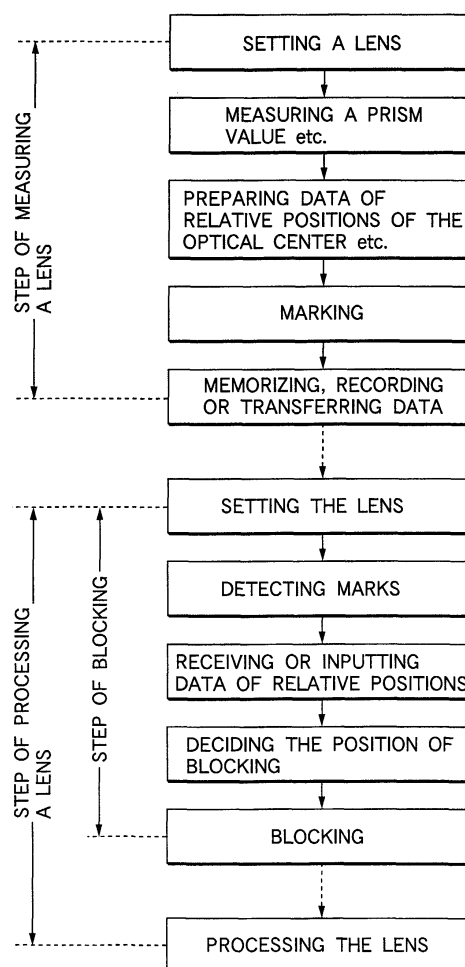 SETTING A LENS
MEASURING A PRISM
VALUE etc.
PREPARING DATA OF
RELATIVE POSITIONS OF THE
OPTICAL CENTER etc.
MARKING
MEMORIZING, RECORDING
OR TRANSFERRING DATA
STEP OF MEASURING
A LENS
SETTING THE LENS
DETECTING MARKS
RECEIVING OR INPUTTING
DATA OF RELATIVE POSITIONS
DECIDING THE POSITION OF
BLOCKING
BLOCKING
PROCESSING THE LENS
STEP OF PROCESSING
A LENS
STEP OF BLOCKING